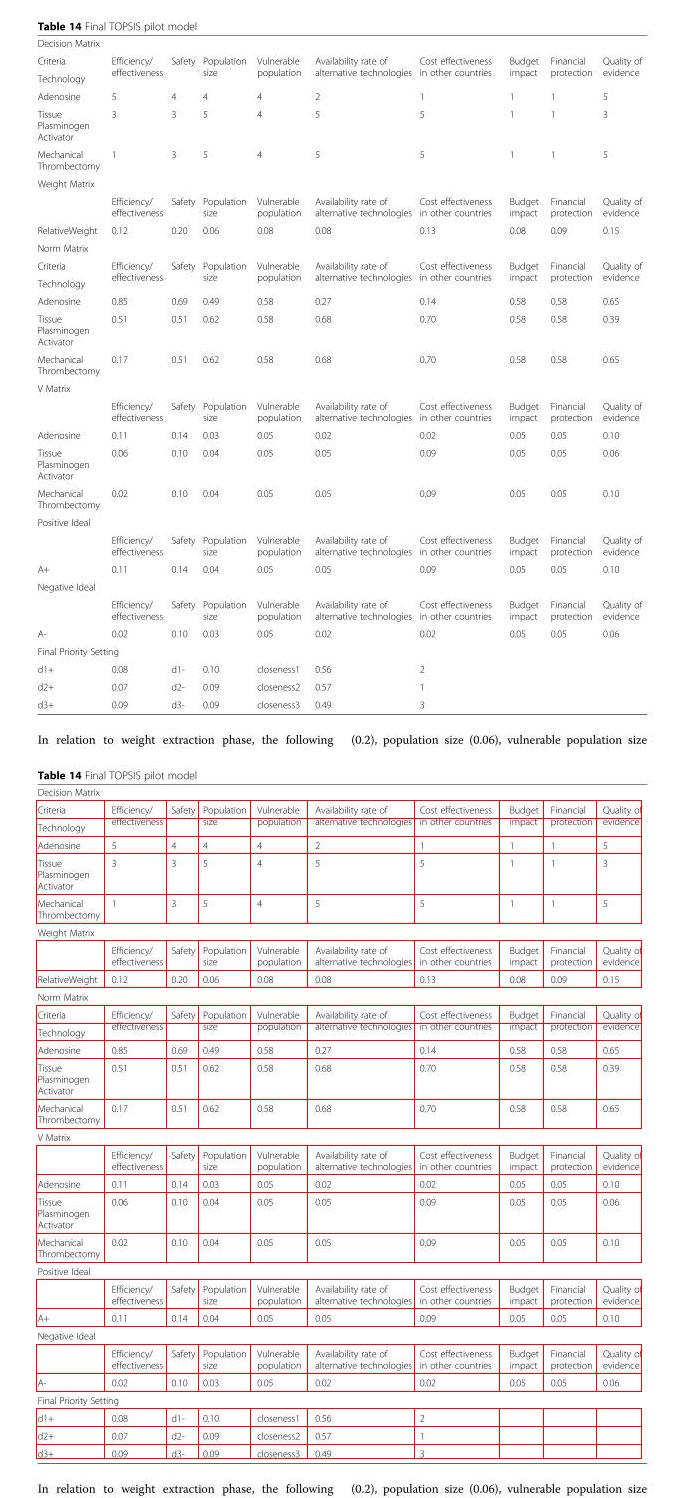 Table 14 Final TOPSIS pilot model
Decision Matrix
Criteria Efficiency/ Safety Population Vulnerable Availability rate of Cost effectiveness Budget Financial Quality of
effectiveness size population alternative technologies in other countries impact protection evidence
Technology
Adenosine 5 4 4 4 2 1 1 1 5
Tissue 3 3 5 4 5 5 1 1 3
Plasminogen
Activator
Mechanical 1 3 5 4 5 5 1 1 5
Thrombectomy
Weight Matrix
Efficiency/ Safety Population Vulnerable Availability rate of Cost effectiveness Budget Financial Quality of
effectiveness size population alternative technologies in other countries impact protection evidence
RelativeWeight 0.12 0.20 0.06 0.08 0.08 0.13 0.08 0.09 0.15
Norm Matrix
Criteria Efficiency/ Safety Population Vulnerable Availability rate of Cost effectiveness Budget Financial Quality of
effectiveness size population alternative technologies in other countries impact protection evidence
Technology
Adenosine 0.85 0.69 0.49 0.58 0.27 0.14 0.58 0.58 0.65
Tissue 0.51 0.51 0.62 0.58 0.68 0.70 0.58 0.58 0.39
Plasminogen
Activator
Mechanical 0.17 0.51 0.62 0.58 0.68 0.70 0.58 0.58 0.65
Thrombectomy
V Matrix
Efficiency/ Safety Population Vulnerable Availability rate of Cost effectiveness Budget Financial Quality of
effectiveness size population alternative technologies in other countries impact protection evidence
Adenosine 0.11 0.14 0.03 0.05 0.02 0.02 0.05 0.05 0.10
Tissue 0.06 0.10 0.04 0.05 0.05 0.09 0.05 0.05 0.06
Plasminogen
Activator
Mechanical 0.02 0.10 0.04 0.05 0.05 0.09 0.05 0.05 0.10
Thrombectomy
Positive Ideal
Efficiency/ Safety Population Vulnerable Availability rate of Cost effectiveness Budget Financial Quality of
effectiveness size population alternative technologies in other countries impact protection evidence
A+ 0.11 0.14 0.04 0.05 0.05 0.09 0.05 0.05 0.10
Negative Ideal
Efficiency/ Safety Population Vulnerable Availability rate of Cost effectiveness Budget Financial Quality of
effectiveness size population alternative technologies in other countries impact protection evidence
A- 0.02 0.10 0.03 0.05 0.02 0.02 0.05 0.05 0.06
Final Priority Setting
d1+ 0.08 d1- 0.10 closeness1 0.56 2
d2+ 0.07 d2- 0.09 closeness2 0.57 1
d3+ 0.09 d3- 0.09 closeness3 0.49 3
In relation to weight extraction phase, the following (0.2), population size (0.06), vulnerable population size
Table 14 Final TOPSIS pilot model
Decision Matrix
Criteria Efficiency/ Safety Population Vulnerable Availability rate of Cost effectiveness Budget Financial Quality of
effectiveness size population alternative technologies in other countries impact protection evidence
Technology
Adenosine 5 4 4 4 2 1 1 1 5
Tissue 3 3 5 4 5 5 1 1 3
Plasminogen
Activator
Mechanical 1 3 5 4 5 5 1 1 5
Thrombectomy
Weight Matrix
Efficiency/ Safety Population Vulnerable Availability rate of Cost effectiveness Budget Financial Quality of
effectiveness size population alternative technologies in other countries impact protection evidence
RelativeWeight 0.12 0.20 0.06 0.08 0.08 0.13 0.08 0.09 0.15
Norm Matrix
Criteria Efficiency/ Safety Population Vulnerable Availability rate of Cost effectiveness Budget Financial Quality of
effectiveness size population alternative technologies in other countries impact protection evidence
Technology
Adenosine 0.85 0.69 0.49 0.58 0.27 0.14 0.58 0.58 0.65
Tissue 0.51 0.51 0.62 0.58 0.68 0.70 0.58 0.58 0.39
Plasminogen
Activator
Mechanical 0.17 0.51 0.62 0.58 0.68 0.70 0.58 0.58 0.65
Thrombectomy
V Matrix
Efficiency/ Safety Population Vulnerable Availability rate of Cost effectiveness Budget Financial Quality of
effectiveness size population alternative technologies in other countries impact protection evidence
Adenosine 0.11 0.14 0.03 0.05 0.02 0.02 0.05 0.05 0.10
Tissue 0.06 0.10 0.04 0.05 0.05 0.09 0.05 0.05 0.06
Plasminogen
Activator
Mechanical 0.02 0.10 0.04 0.05 0.05 0.09 0.05 0.05 0.10
Thrombectomy
Positive Ideal
Efficiency/ Safety Population Vulnerable Availability rate of Cost effectiveness Budget Financial Quality of
effectiveness size population alternative technologies in other countries impact protection evidence
A+ 0.11 0.14 0.04 0.05 0.05 0.09 0.05 0.05 0.10
Negative Ideal
Efficiency/ Safety Population Vulnerable Availability rate of Cost effectiveness Budget Financial Quality of
effectiveness size population alternative technologies in other countries impact protection evidence
A- 0.02 0.10 0.03 0.05 0.02 0.02 0.05 0.05 0.06
Final Priority Setting
d1+ 0.08 d1- 0.10 closeness1 0.56 2
d2+ 0.07 d2- 0.09 closeness2 0.57 1
d3+ 0.09 d3- 0.09 closeness3 0.49 3
In relation to weight extraction phase, the following (0.2), population size (0.06), vulnerable population size